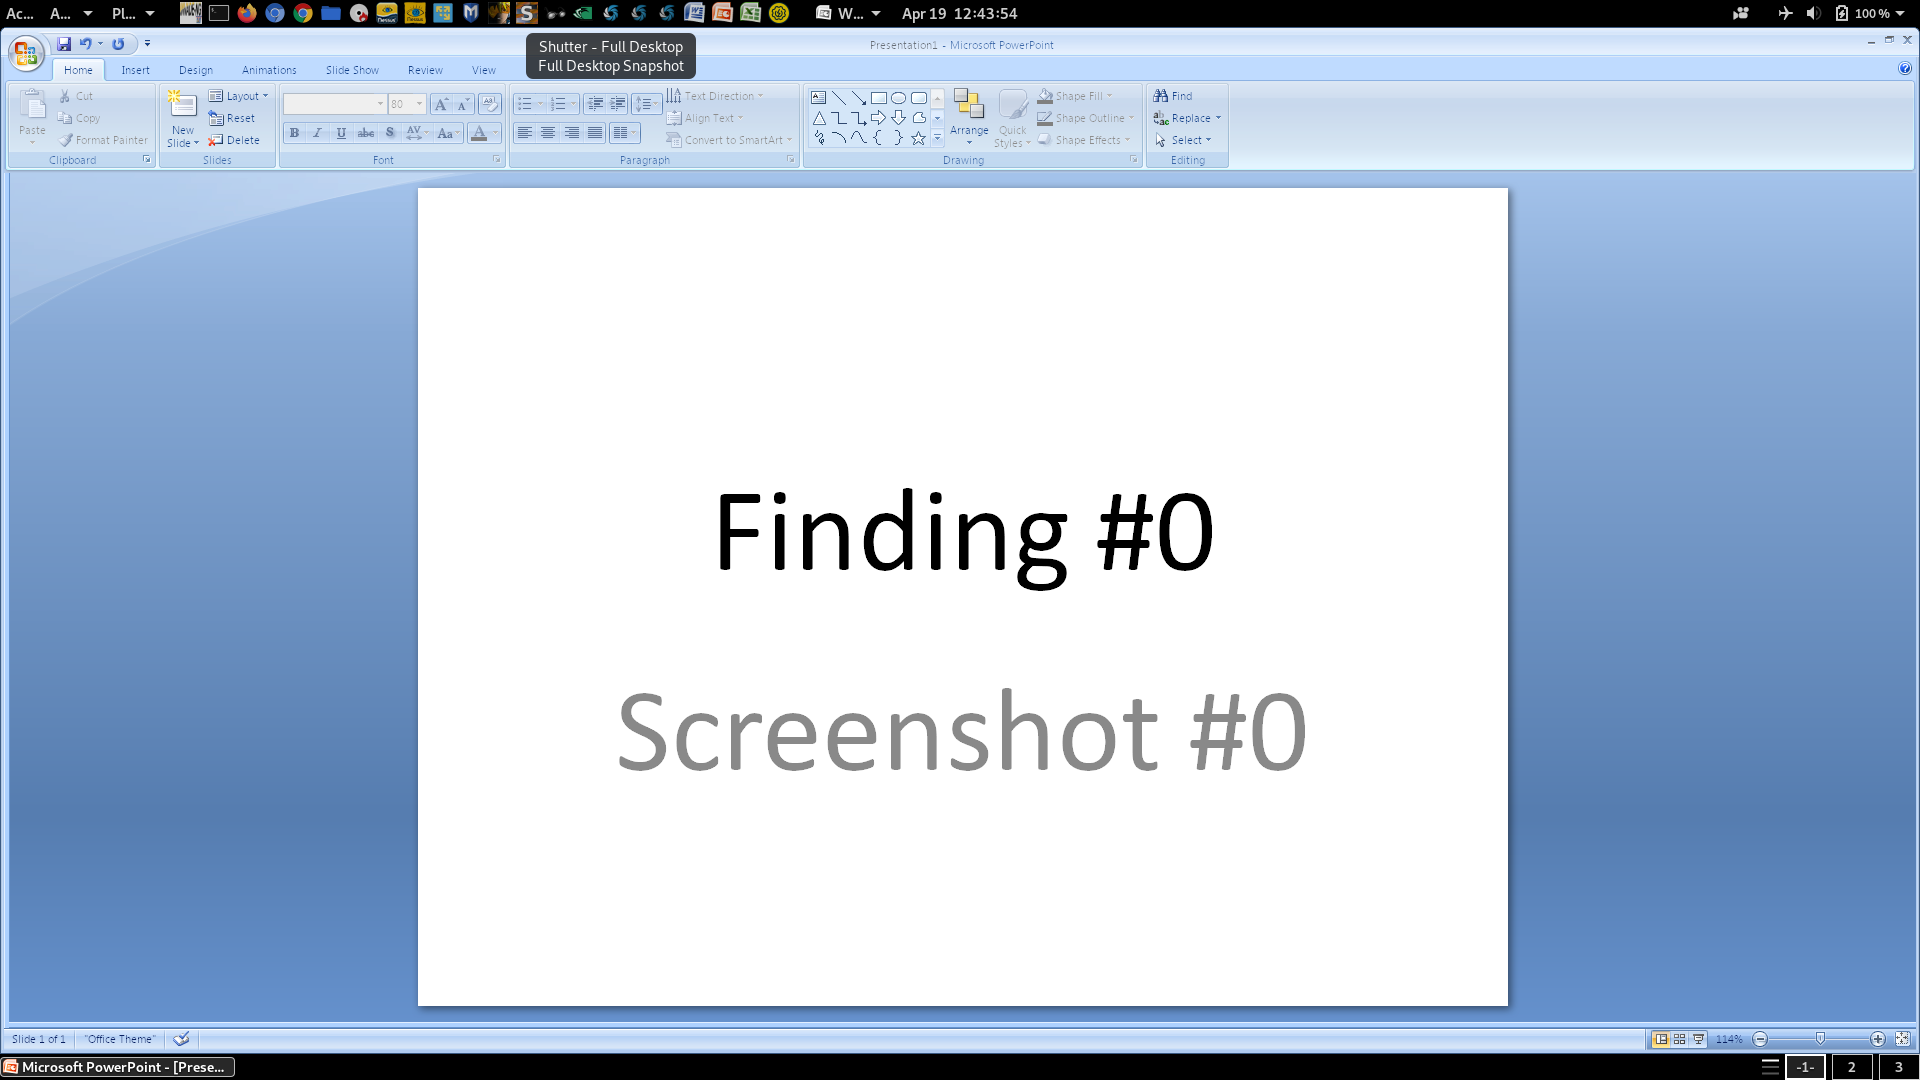 Ac... A... Pl... W... Apr 19 12:43:54 100 %
Shutter - Full Desktop
Full Desktop Snapshot
Presentation1 - Microsoft PowerPoint
Home Insert Design Animations Slide Show Review View
Paste
Cut
Copy
Format Painter
Clipboard
New
Slide
Layout
Reset
Delete
Slides
80
B I U abc S AV Aa A
Font
Text Direction
Align Text
Convert to SmartArt
Paragraph
Arrange
Quick
Styles
Shape Fill
Shape Outline
Shape Effects
Drawing
Find
Replace
Select
Editing
Finding #0
Screenshot #0
Slide 1 of 1 "Office Theme" 114%
Microsoft PowerPoint - [Prese... -1- 2 3